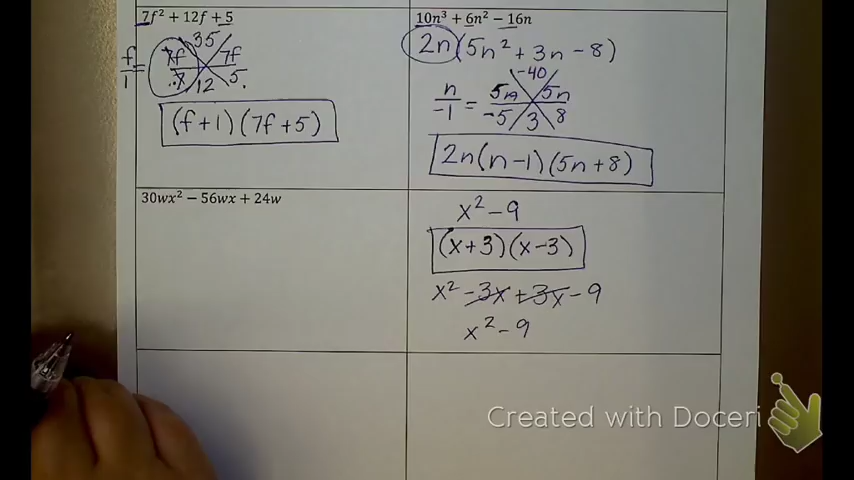 7f² + 12f + 5
35
f/1 = 7f/7 7f/5
12
(f+1)(7f+5)
10n³ + 6n² − 16n
2n(5n² + 3n − 8)
-40
n/-1 = 5n/-5 5n/8
3
2n(n−1)(5n+8)
30wx² − 56wx + 24w
x² − 9
(x+3)(x−3)
x² − 3x + 3x − 9
x² − 9
Created with Doceri